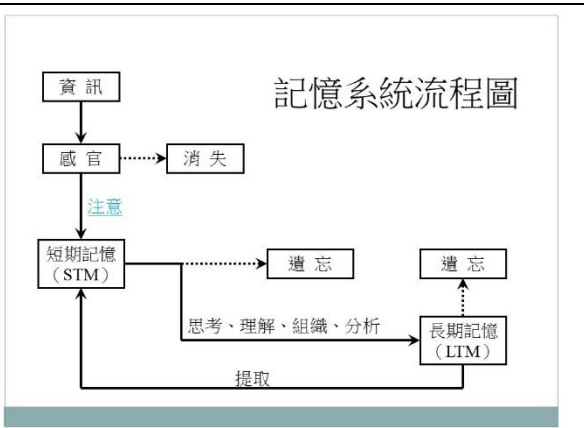 記憶系統流程圖
資訊
感官
消失
注意
短期記憶
（STM）
遺忘
遺忘
思考、理解、組織、分析
長期記憶
（LTM）
提取